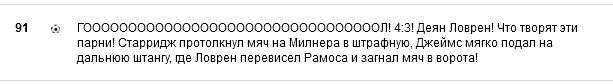 91 ГОООООООООООООООООООООООООООООООООЛ! 4:3! Деян Ловрен! Что творят эти
парни! Старридж протолкнул мяч на Милнера в штрафную, Джеймс мягко подал на
дальнюю штангу, где Ловрен перевисел Рамоса и загнал мяч в ворота!